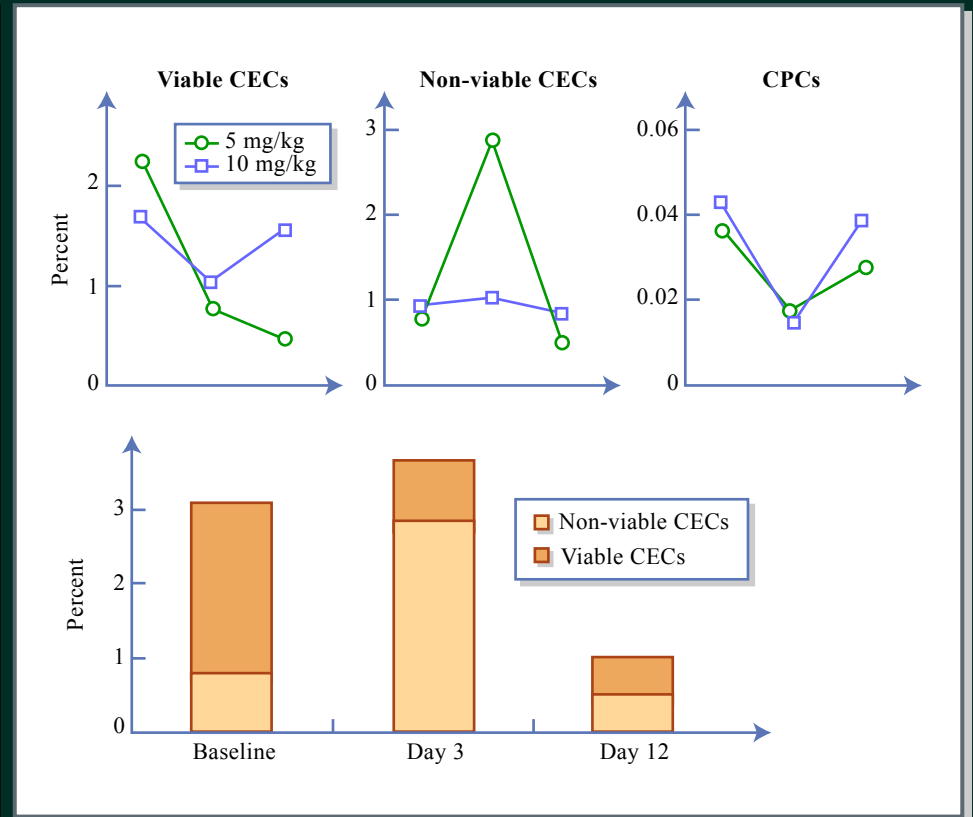 Viable CECs
Non-viable CECs
CPCs
Percent
2
1
0
5 mg/kg
10 mg/kg
3
2
1
0
0.06
0.04
0.02
0
Percent
3
2
1
0
Non-viable CECs
Viable CECs
Baseline
Day 3
Day 12